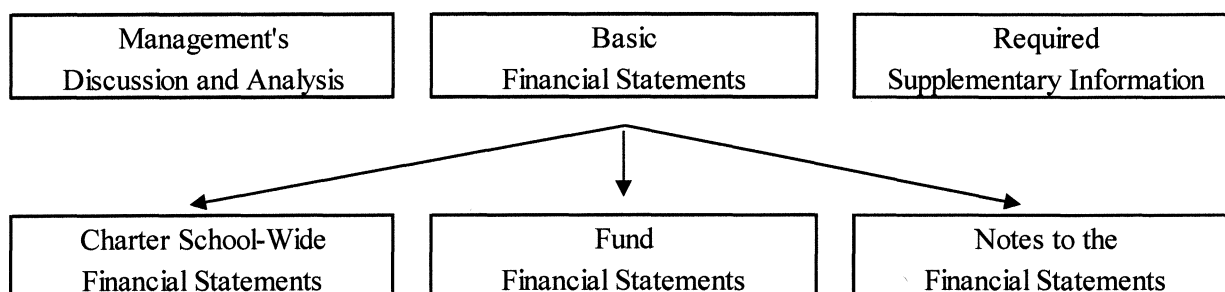 Management's
Discussion and Analysis
Basic
Financial Statements
Required
Supplementary Information
Charter School-Wide
Financial Statements
Fund
Financial Statements
Notes to the
Financial Statements